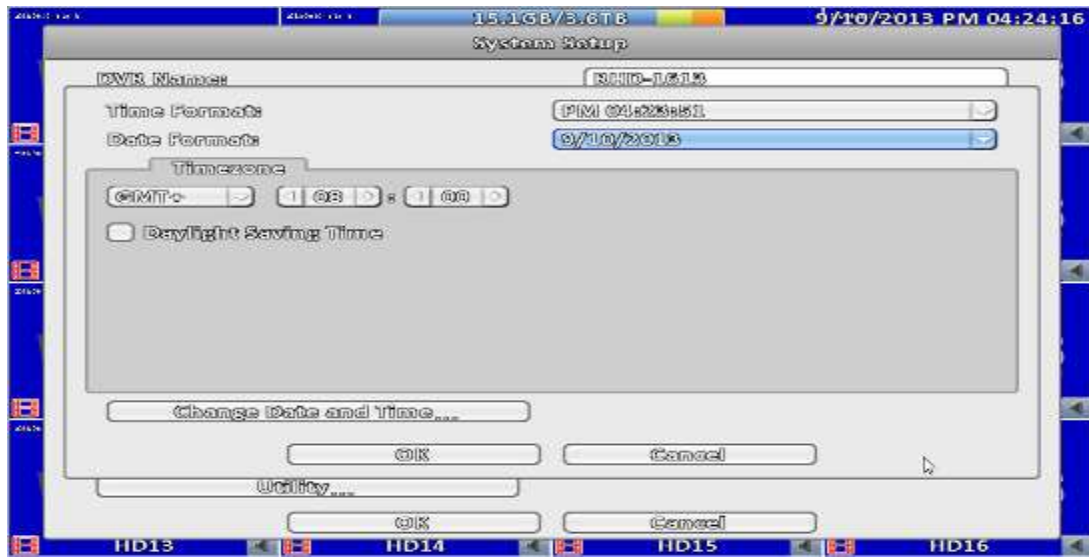 15.1GB/3.6TB 9/10/2013 PM 04:24:16
System Setup
DVR Name: RHD-1613
Time Format: PM 04:23:51
Date Format: 9/10/2013
Timezone
GMT+ 08 : 00
Daylight Saving Time
Change Date and Time...
OK Cancel
Utility...
OK Cancel
HD13 HD14 HD15 HD16